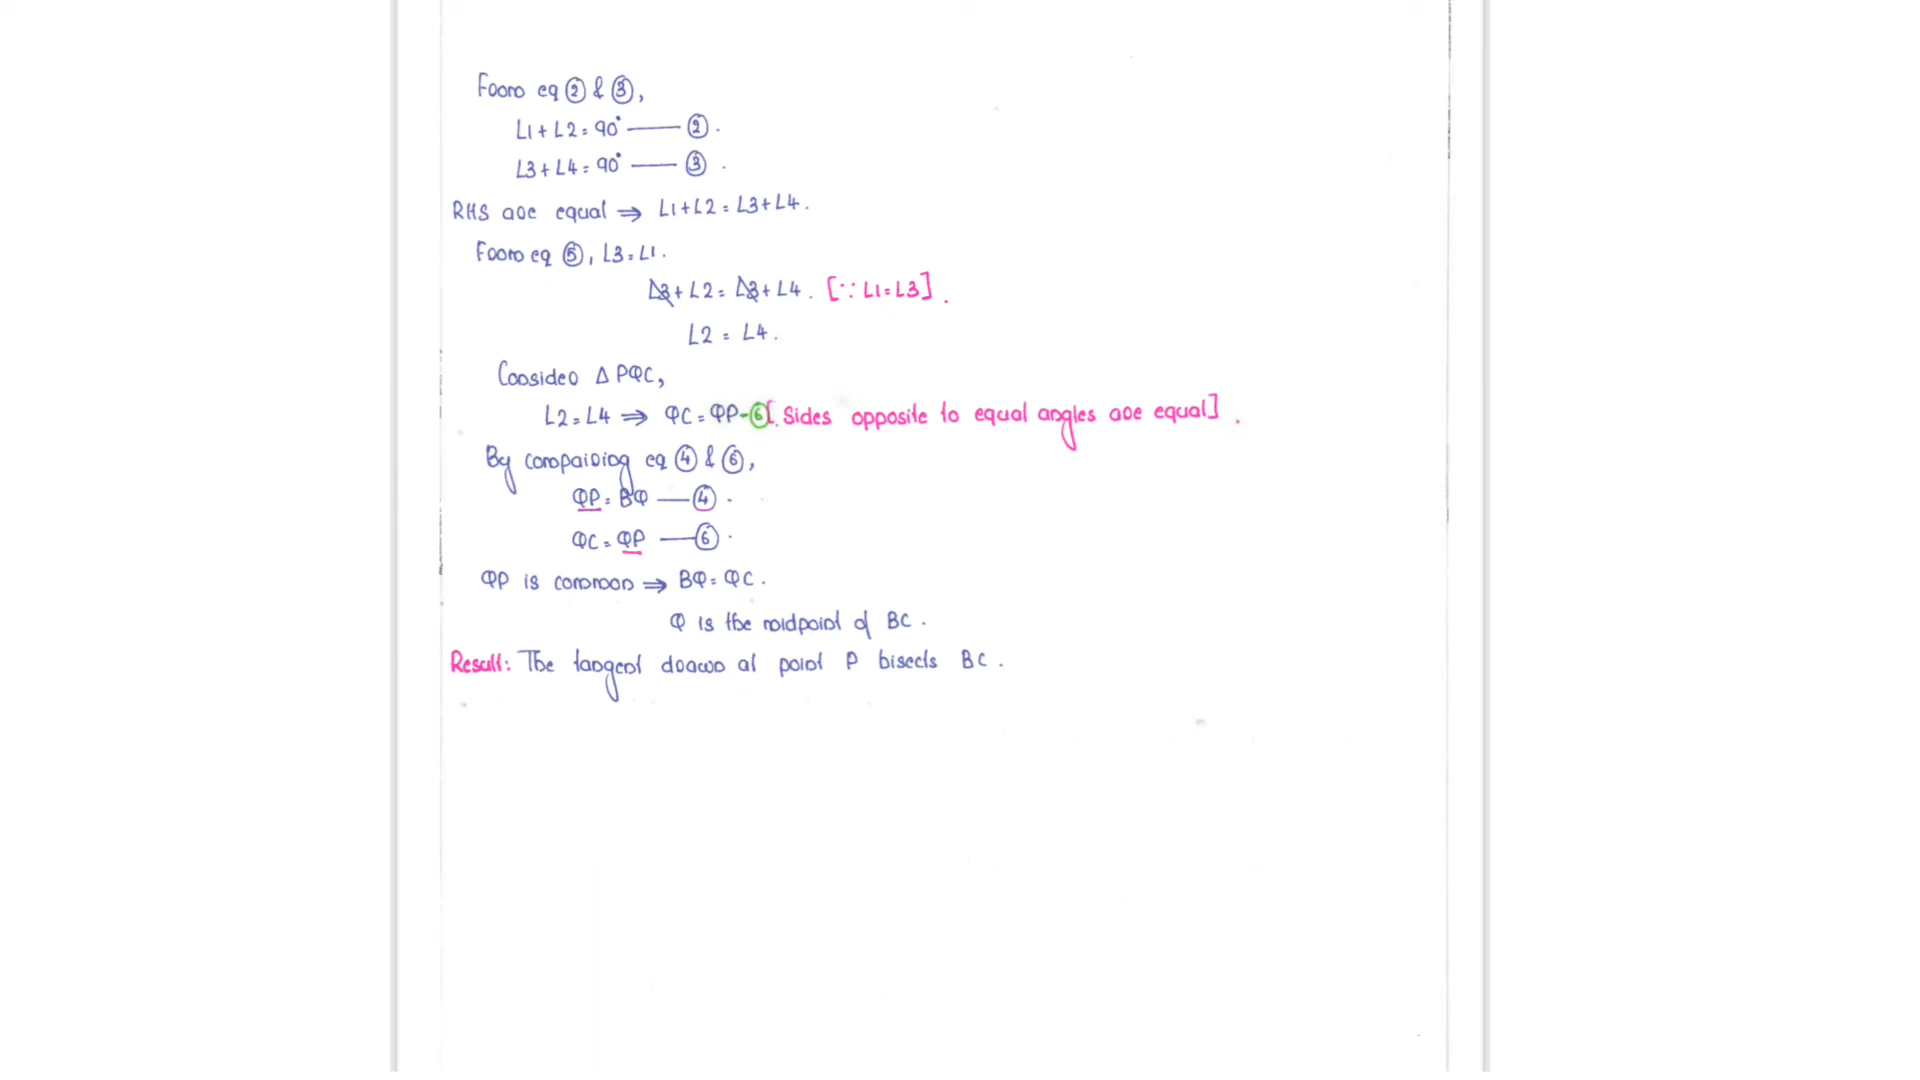 From eq ② & ③,
∠1 + ∠2 = 90° —— ②.
∠3 + ∠4 = 90° —— ③.
RHS are equal ⇒ ∠1 + ∠2 = ∠3 + ∠4.
From eq ⑤, ∠3 = ∠1.
∠3 + ∠2 = ∠3 + ∠4. [∵ ∠1 = ∠3].
∠2 = ∠4.
Consider Δ PQC,
∠2 = ∠4 ⇒ QC = QP - ⑥ [Sides opposite to equal angles are equal].
By comparing eq ④ & ⑥,
QP = BQ —— ④.
QC = QP —— ⑥.
QP is common ⇒ BQ = QC.
Q is the midpoint of BC.
Result: The tangent drawn at point P bisects BC.